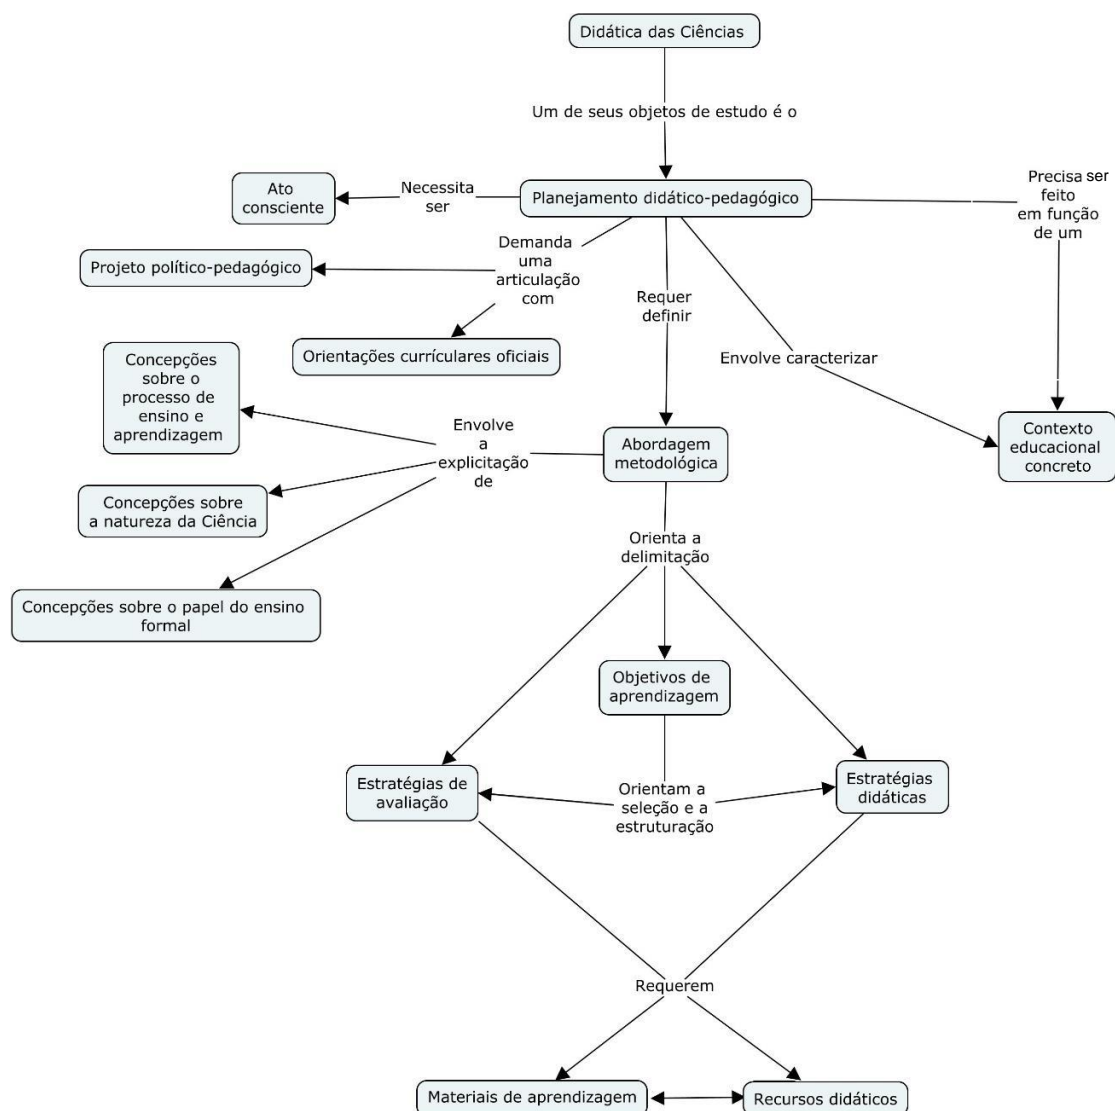 Didática das Ciências
Um de seus objetos de estudo é o
Ato
consciente
Necessita
ser
Planejamento didático-pedagógico
Precisa ser
feito
em função
de um
Demanda
uma
articulação
com
Projeto político-pedagógico
Orientações currículares oficiais
Requer
definir
Envolve caracterizar
Contexto
educacional
concreto
Concepções
sobre o
processo de
ensino e
aprendizagem
Envolve
a
explicitação
de
Abordagem
metodológica
Concepções sobre
a natureza da Ciência
Concepções sobre o papel do ensino
formal
Orienta a
delimitação
Objetivos de
aprendizagem
Estratégias de
avaliação
Orientam a
seleção e a
estruturação
Estratégias
didáticas
Requerem
Materiais de aprendizagem
Recursos didáticos